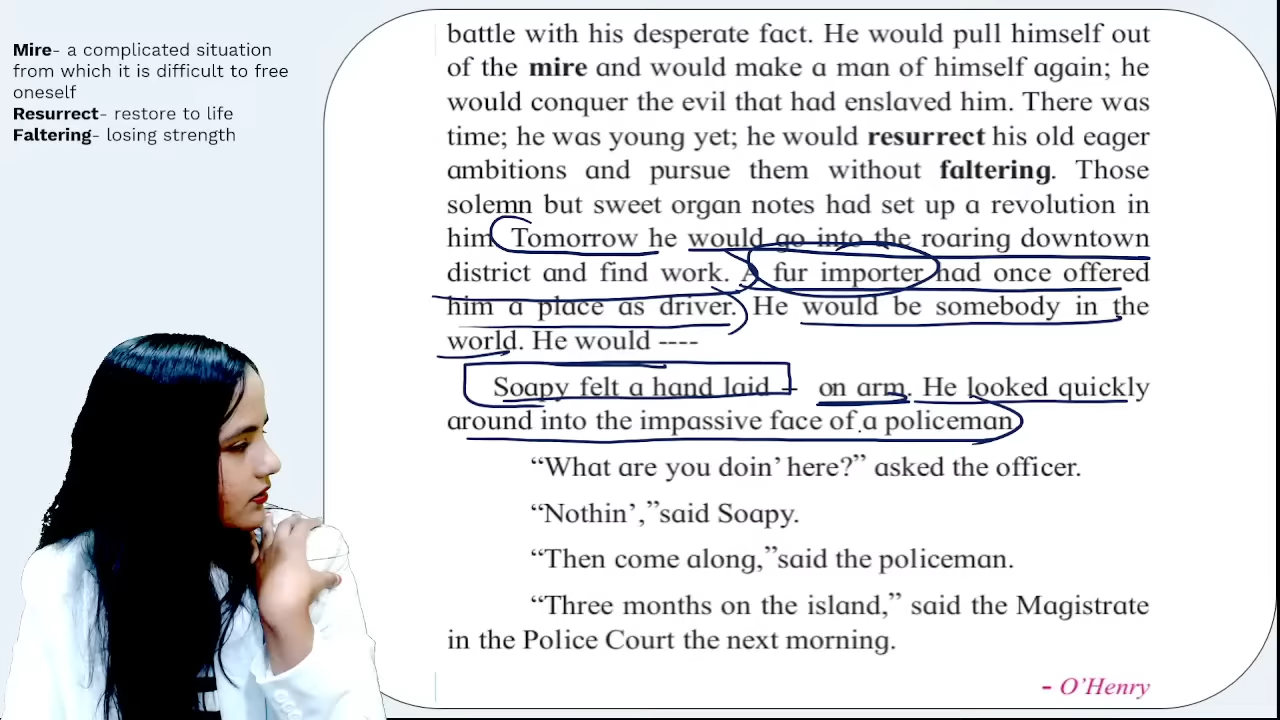 Mire- a complicated situation
from which it is difficult to free
oneself
Resurrect- restore to life
Faltering- losing strength
battle with his desperate fact. He would pull himself out
of the mire and would make a man of himself again; he
would conquer the evil that had enslaved him. There was
time; he was young yet; he would resurrect his old eager
ambitions and pursue them without faltering. Those
solemn but sweet organ notes had set up a revolution in
him Tomorrow he would go into the roaring downtown
district and find work. A fur importer had once offered
him a place as driver. He would be somebody in the
world. He would ----
Soapy felt a hand laid - on arm. He looked quickly
around into the impassive face of a policeman
“What are you doin’ here?” asked the officer.
“Nothin’,”said Soapy.
“Then come along,”said the policeman.
“Three months on the island,” said the Magistrate
in the Police Court the next morning.
- O’Henry